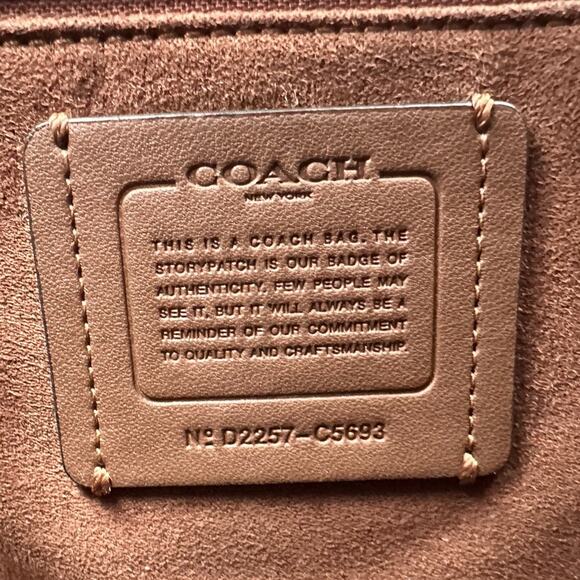 COACH
NEW YORK
THIS IS A COACH BAG. THE
STORYPATCH IS OUR BADGE OF
AUTHENTICITY. FEW PEOPLE MAY
SEE IT, BUT IT WILL ALWAYS BE A
REMINDER OF OUR COMMITMENT
TO QUALITY AND CRAFTSMANSHIP.
Nº D2257-C5693